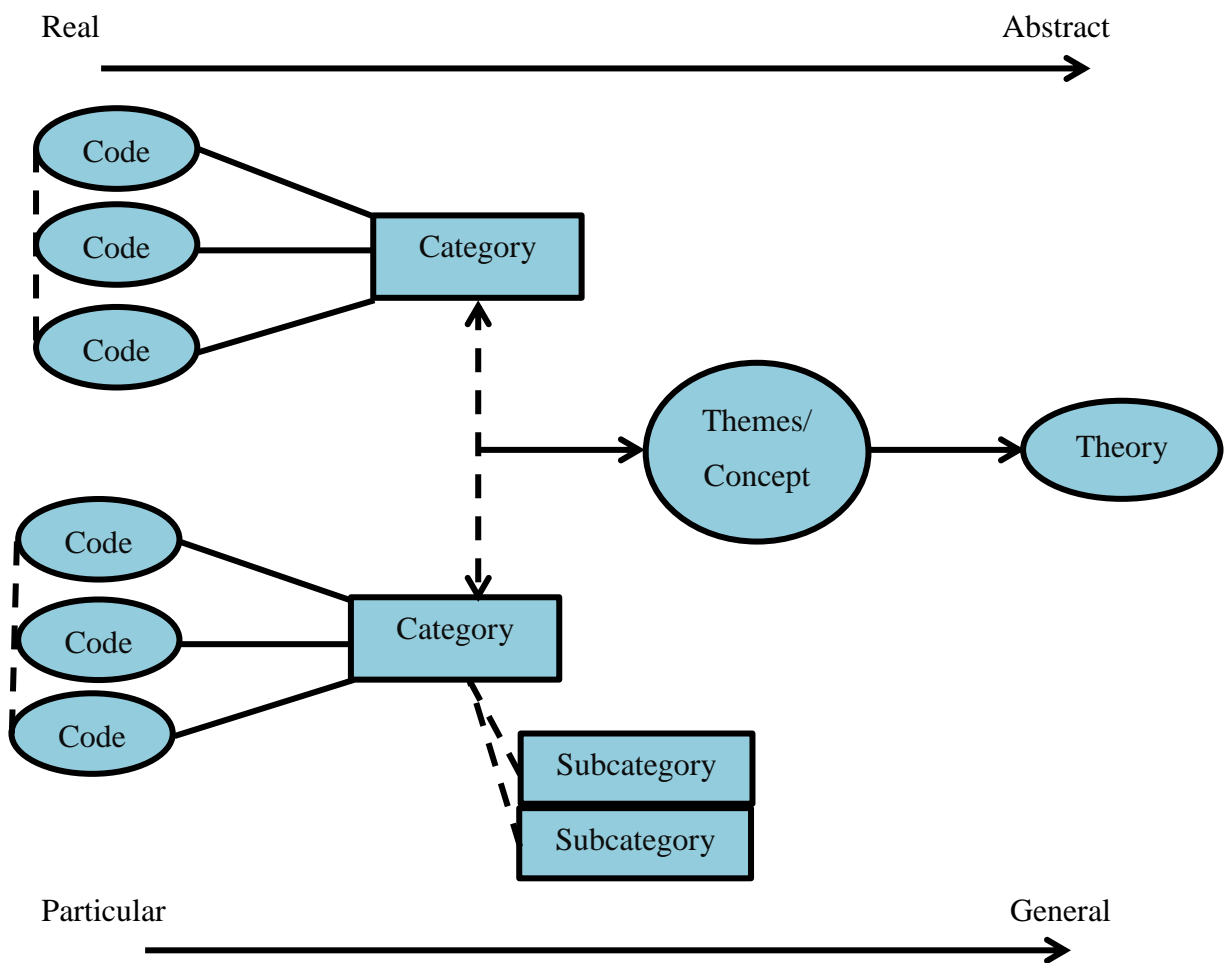 Real
Abstract
Code
Code
Category
Code
Themes/
Concept
Theory
Code
Code
Category
Code
Subcategory
Subcategory
Particular
General